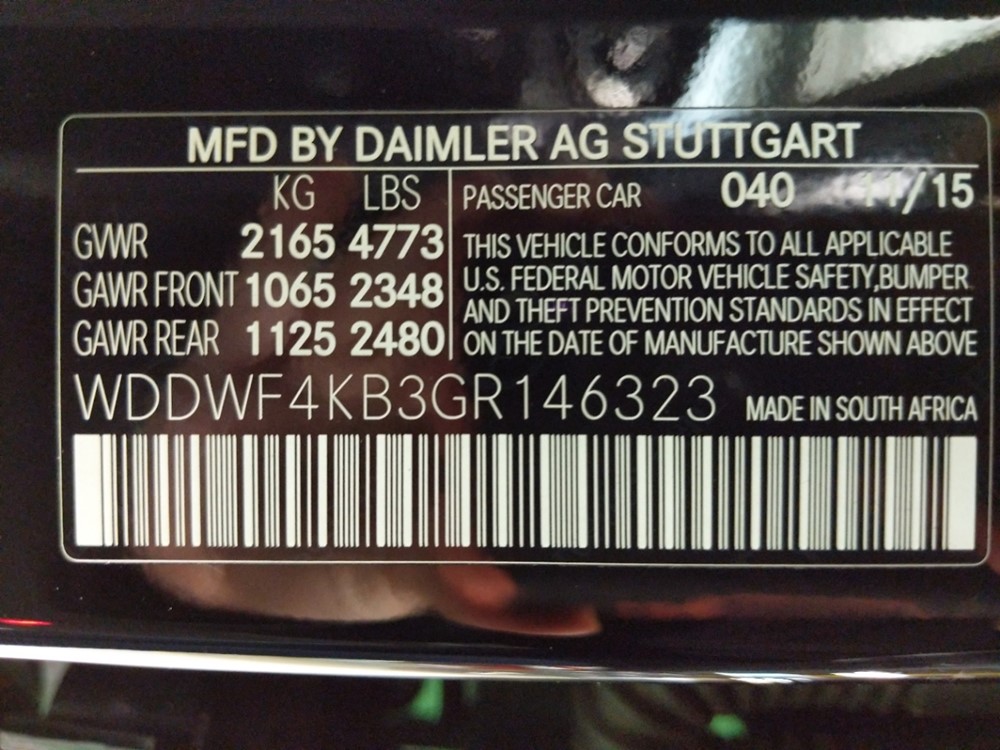 MFD BY DAIMLER AG STUTTGART
KG LBS
GVWR 2165 4773
GAWR FRONT 1065 2348
GAWR REAR 1125 2480
PASSENGER CAR 040 11/15
THIS VEHICLE CONFORMS TO ALL APPLICABLE
U.S. FEDERAL MOTOR VEHICLE SAFETY,BUMPER
AND THEFT PREVENTION STANDARDS IN EFFECT
ON THE DATE OF MANUFACTURE SHOWN ABOVE
WDDWF4KB3GR146323 MADE IN SOUTH AFRICA